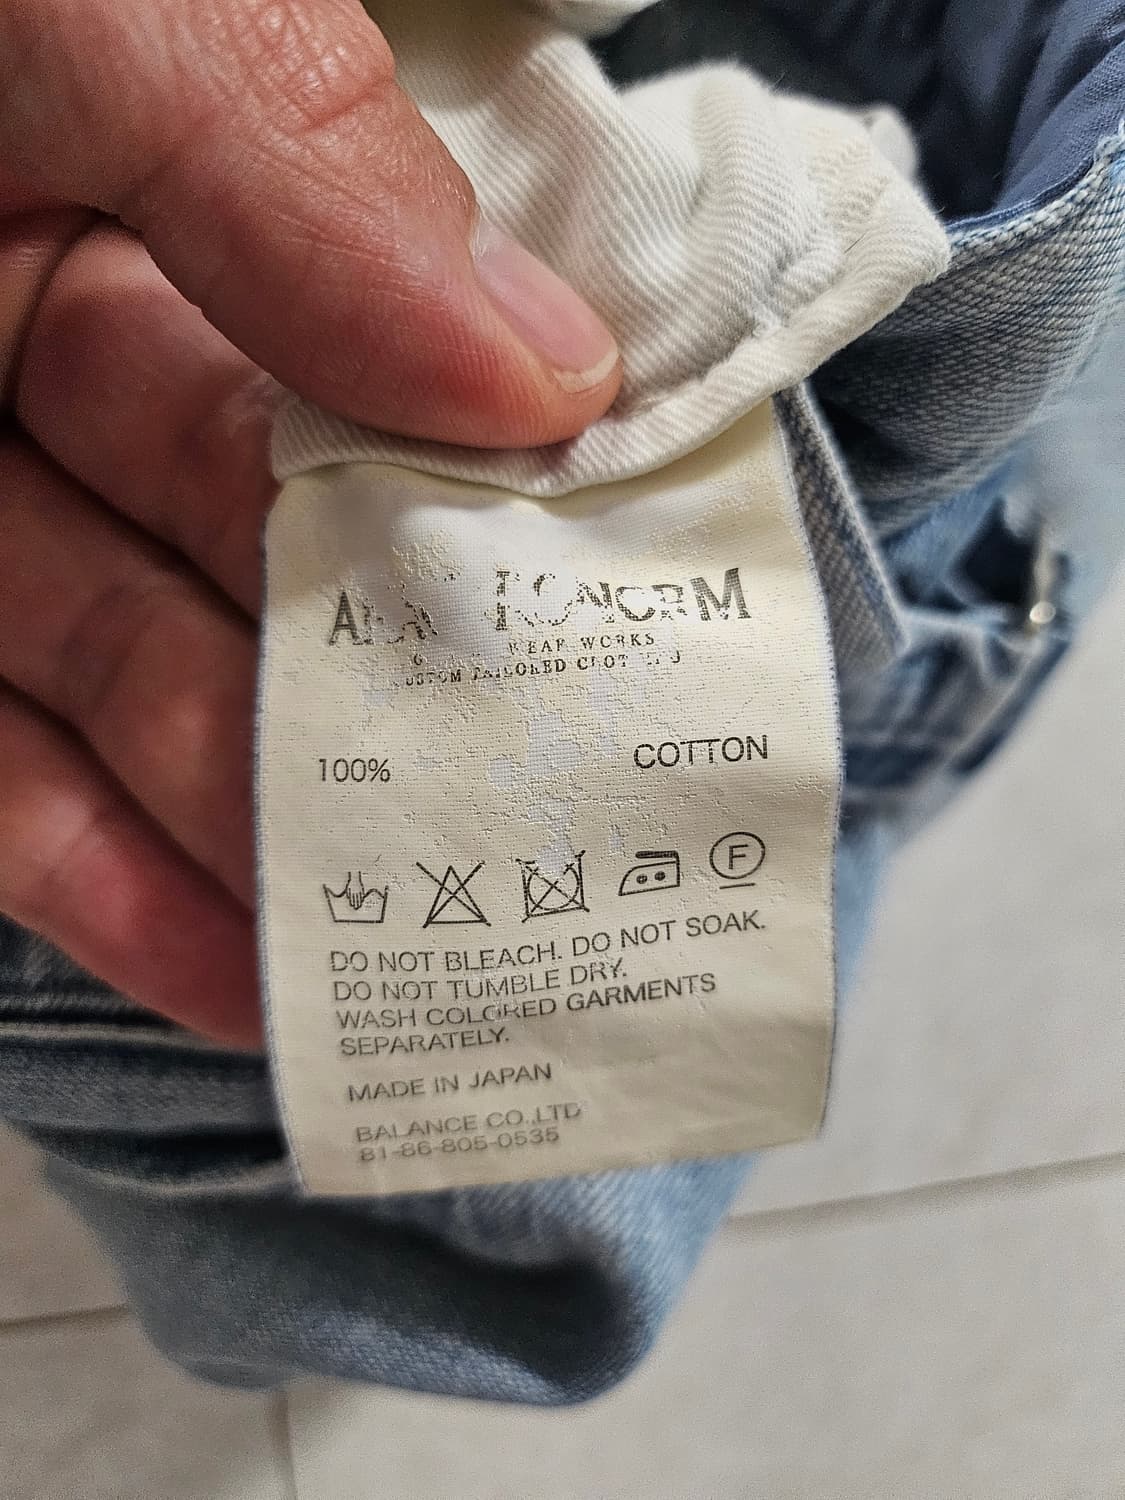 WORKS
100% COTTON
F
DO NOT BLEACH. DO NOT SOAK.
DO NOT TUMBLE DRY.
WASH COLORED GARMENTS
SEPARATELY.
MADE IN JAPAN
BALANCE CO.,LTD
81-86-805-0535